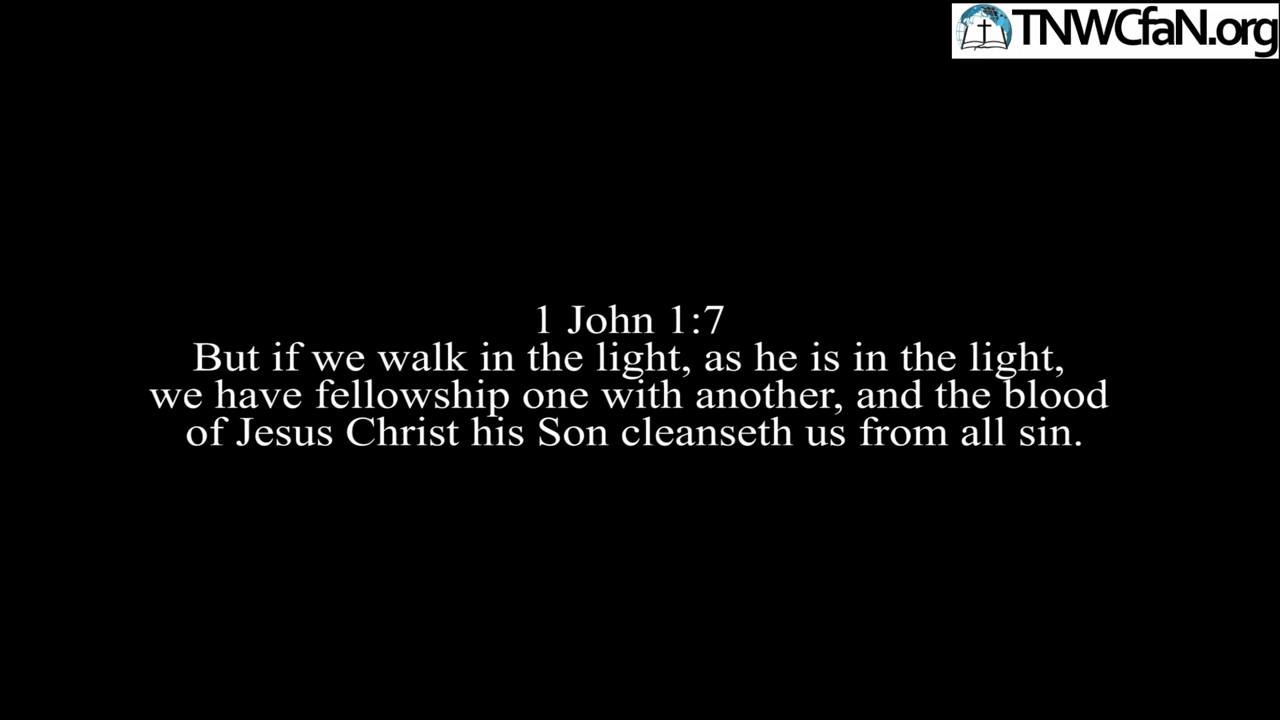 TNWCfaN.org
1 John 1:7
But if we walk in the light, as he is in the light,
we have fellowship one with another, and the blood
of Jesus Christ his Son cleanseth us from all sin.